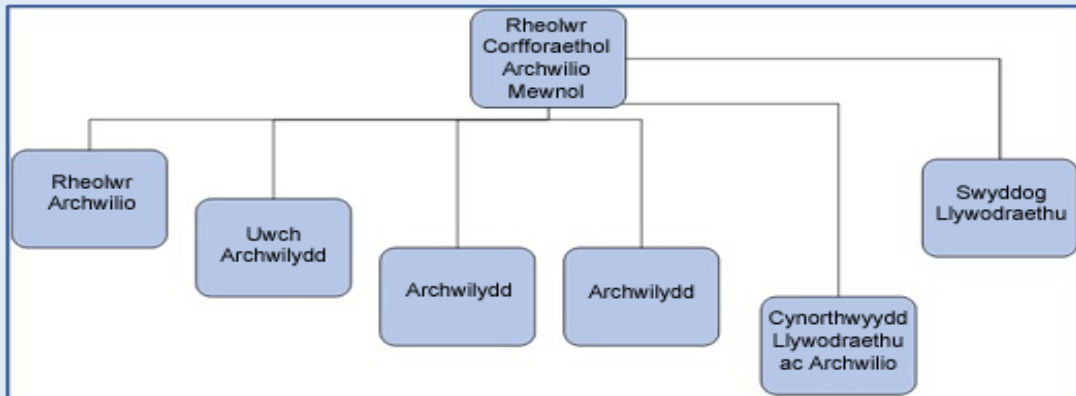 Rheolwr
Corfforaethol
Archwilio
Mewnol
Rheolwr
Archwilio
Uwch
Archwilydd
Archwilydd
Archwilydd
Cynorthwyydd
Llywodraethu
ac Archwilio
Swyddog
Llywodraethu